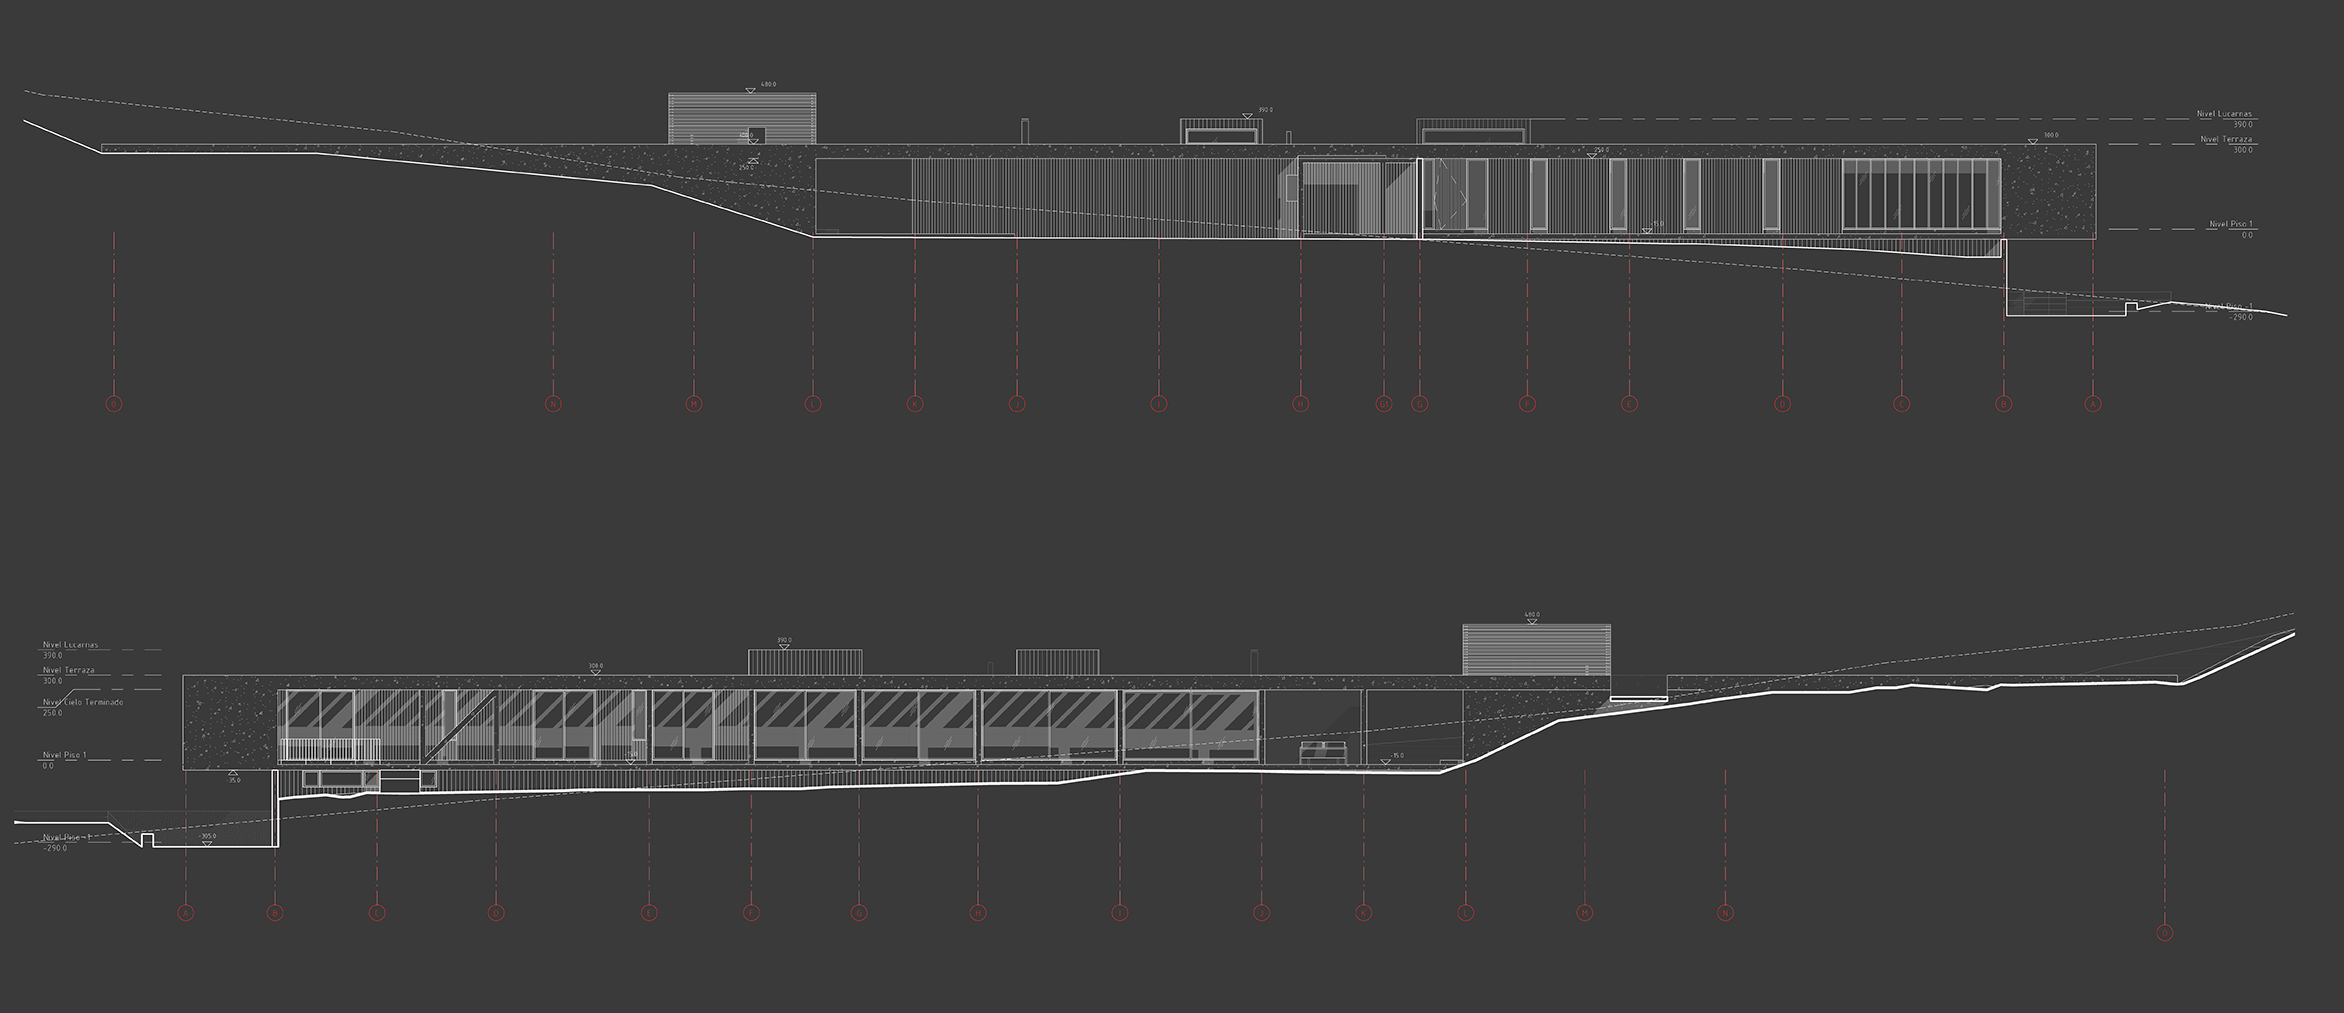 480.0
390.0
Nivel Lucarnas
390.0
Nivel Terraza
300.0
300.0
250.0
250.0
-15.0
Nivel Piso 1
0.0
Nivel Piso -1
-290.0
O
N
M
L
K
J
I
H
G1
G
F
E
D
C
B
A
480.0
390.0
300.0
Nivel Lucarnas
390.0
Nivel Terraza
300.0
Nivel Cielo Terminado
250.0
Nivel Piso 1
0.0
-15.0
-15.0
-35.0
Nivel Piso -1
-290.0
-305.0
A
B
C
D
E
F
G
H
I
J
K
L
M
N
O